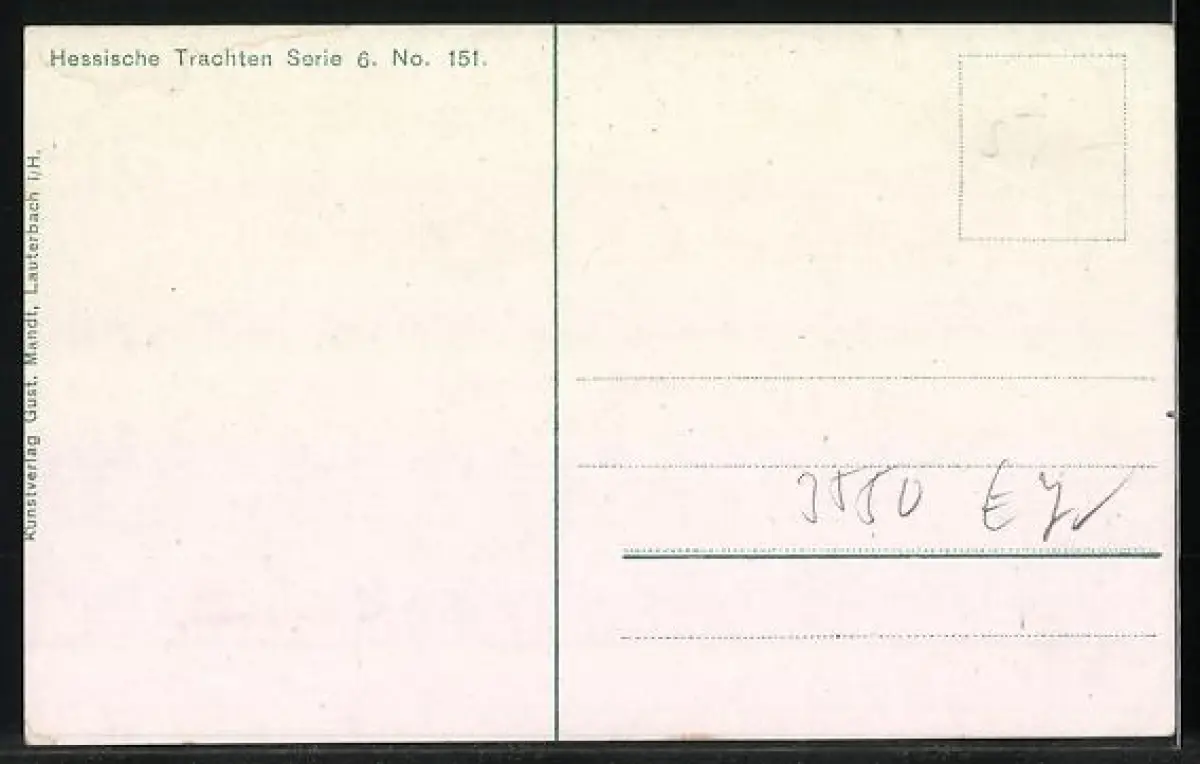 Hessische Trachten Serie 6. No. 151.
Kunstverlag Gust. Mandt, Lauterbach i/H.
3550